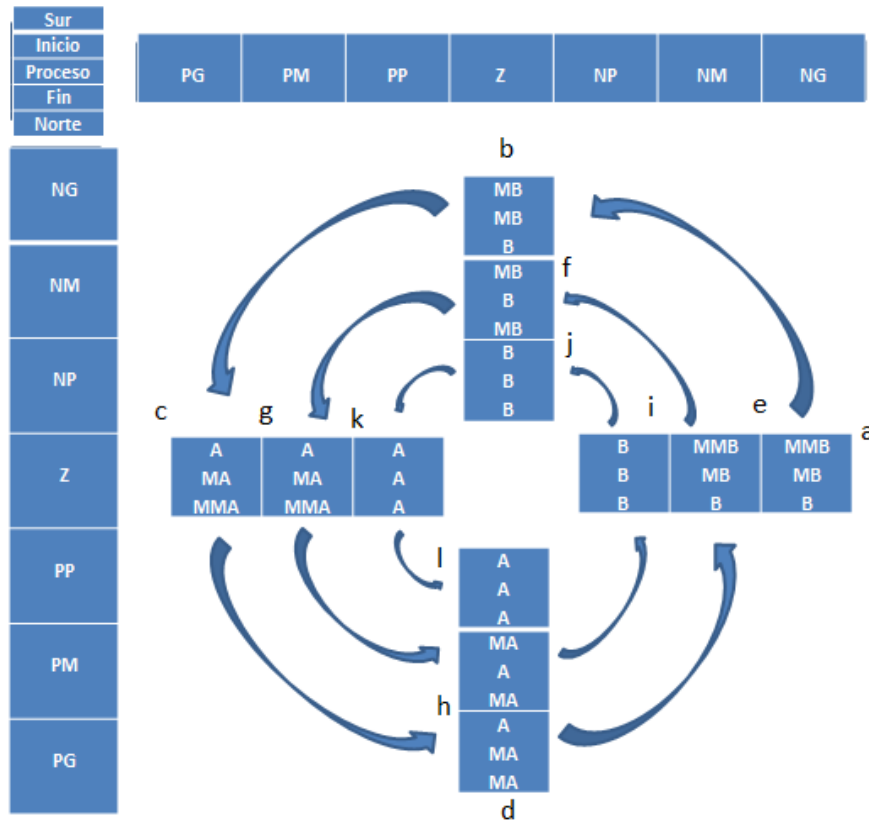 Sur
Inicio
Proceso
Fin
Norte
PG PM PP Z NP NM NG
NG
NM
NP
Z
PP
PM
PG
b
MB
MB
B
f
MB
B
MB
j
B
B
B
c
g
k
i
e
a
A
MA
MMA
A
MA
MMA
A
A
A
B
B
B
MMB
MB
B
MMB
MB
B
l
A
A
A
MA
A
MA
h
A
MA
MA
d